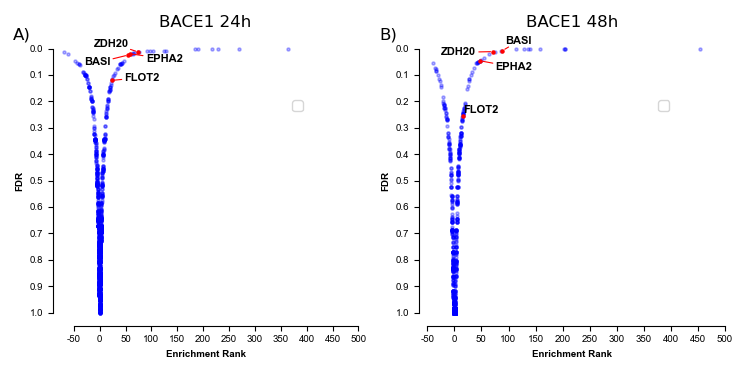 BACE1 24h
A)
0.0
0.1
0.2
0.3
0.4
0.5
0.6
0.7
0.8
0.9
1.0
FDR
ZDH20
BASI
EPHA2
FLOT2
-50
0
50
100
150
200
250
300
350
400
450
500
Enrichment Rank
BACE1 48h
B)
0.0
0.1
0.2
0.3
0.4
0.5
0.6
0.7
0.8
0.9
1.0
FDR
BASI
ZDH20
EPHA2
FLOT2
-50
0
50
100
150
200
250
300
350
400
450
500
Enrichment Rank